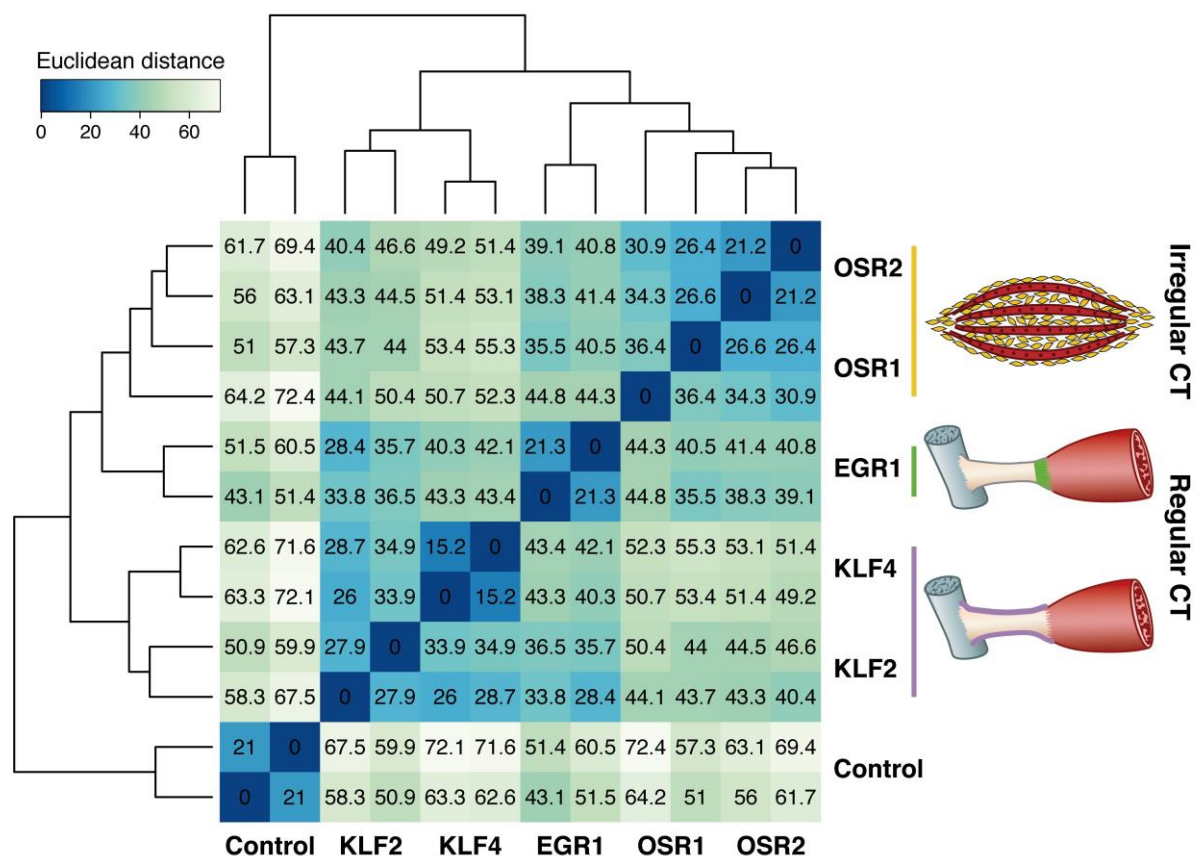 Euclidean distance
0 20 40 60
61.7 69.4 40.4 46.6 49.2 51.4 39.1 40.8 30.9 26.4 21.2 0
56 63.1 43.3 44.5 51.4 53.1 38.3 41.4 34.3 26.6 0 21.2
51 57.3 43.7 44 53.4 55.3 35.5 40.5 36.4 0 26.6 26.4
64.2 72.4 44.1 50.4 50.7 52.3 44.8 44.3 0 36.4 34.3 30.9
51.5 60.5 28.4 35.7 40.3 42.1 21.3 0 44.3 40.5 41.4 40.8
43.1 51.4 33.8 36.5 43.3 43.4 0 21.3 44.8 35.5 38.3 39.1
62.6 71.6 28.7 34.9 15.2 0 43.4 42.1 52.3 55.3 53.1 51.4
63.3 72.1 26 33.9 0 15.2 43.3 40.3 50.7 53.4 51.4 49.2
50.9 59.9 27.9 0 33.9 34.9 36.5 35.7 50.4 44 44.5 46.6
58.3 67.5 0 27.9 26 28.7 33.8 28.4 44.1 43.7 43.3 40.4
21 0 67.5 59.9 72.1 71.6 51.4 60.5 72.4 57.3 63.1 69.4
0 21 58.3 50.9 63.3 62.6 43.1 51.5 64.2 51 56 61.7
OSR2
OSR1
EGR1
KLF4
KLF2
Control
Irregular CT
Regular CT
Control KLF2 KLF4 EGR1 OSR1 OSR2